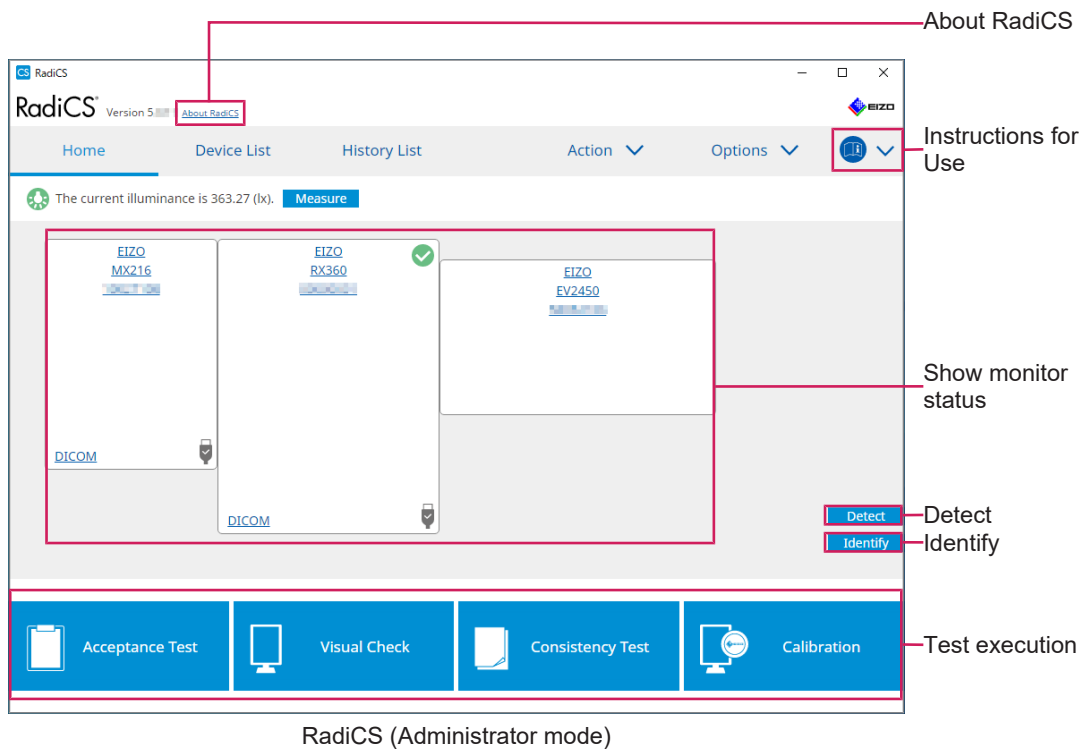 About RadiCS
RadiCS
RadiCS Version 5. About RadiCS
EIZO
Instructions for
Use
Home Device List History List Action Options
The current illuminance is 363.27 (lx). Measure
EIZO
MX216
DICOM
EIZO
RX360
DICOM
EIZO
EV2450
Show monitor
status
Detect
Detect
Identify
Identify
Acceptance Test Visual Check Consistency Test Calibration
Test execution
RadiCS (Administrator mode)